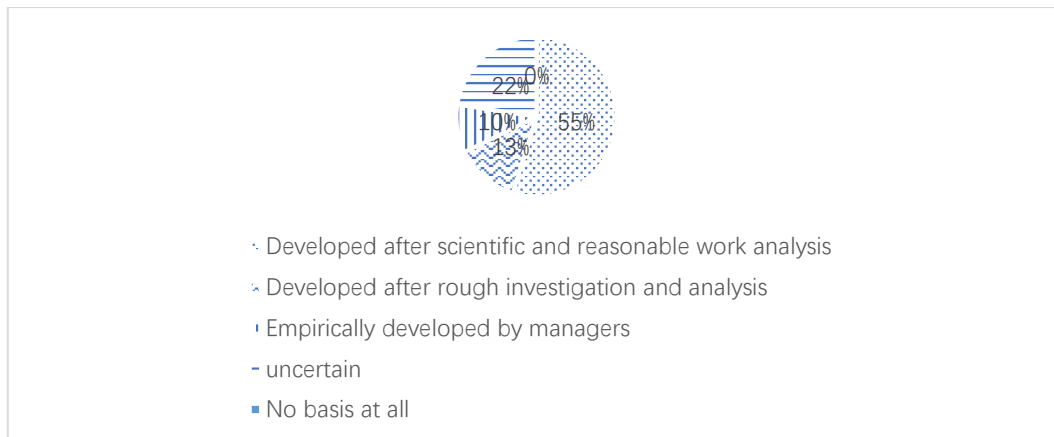 0%
22%
10%
55%
13%
Developed after scientific and reasonable work analysis
Developed after rough investigation and analysis
Empirically developed by managers
uncertain
No basis at all